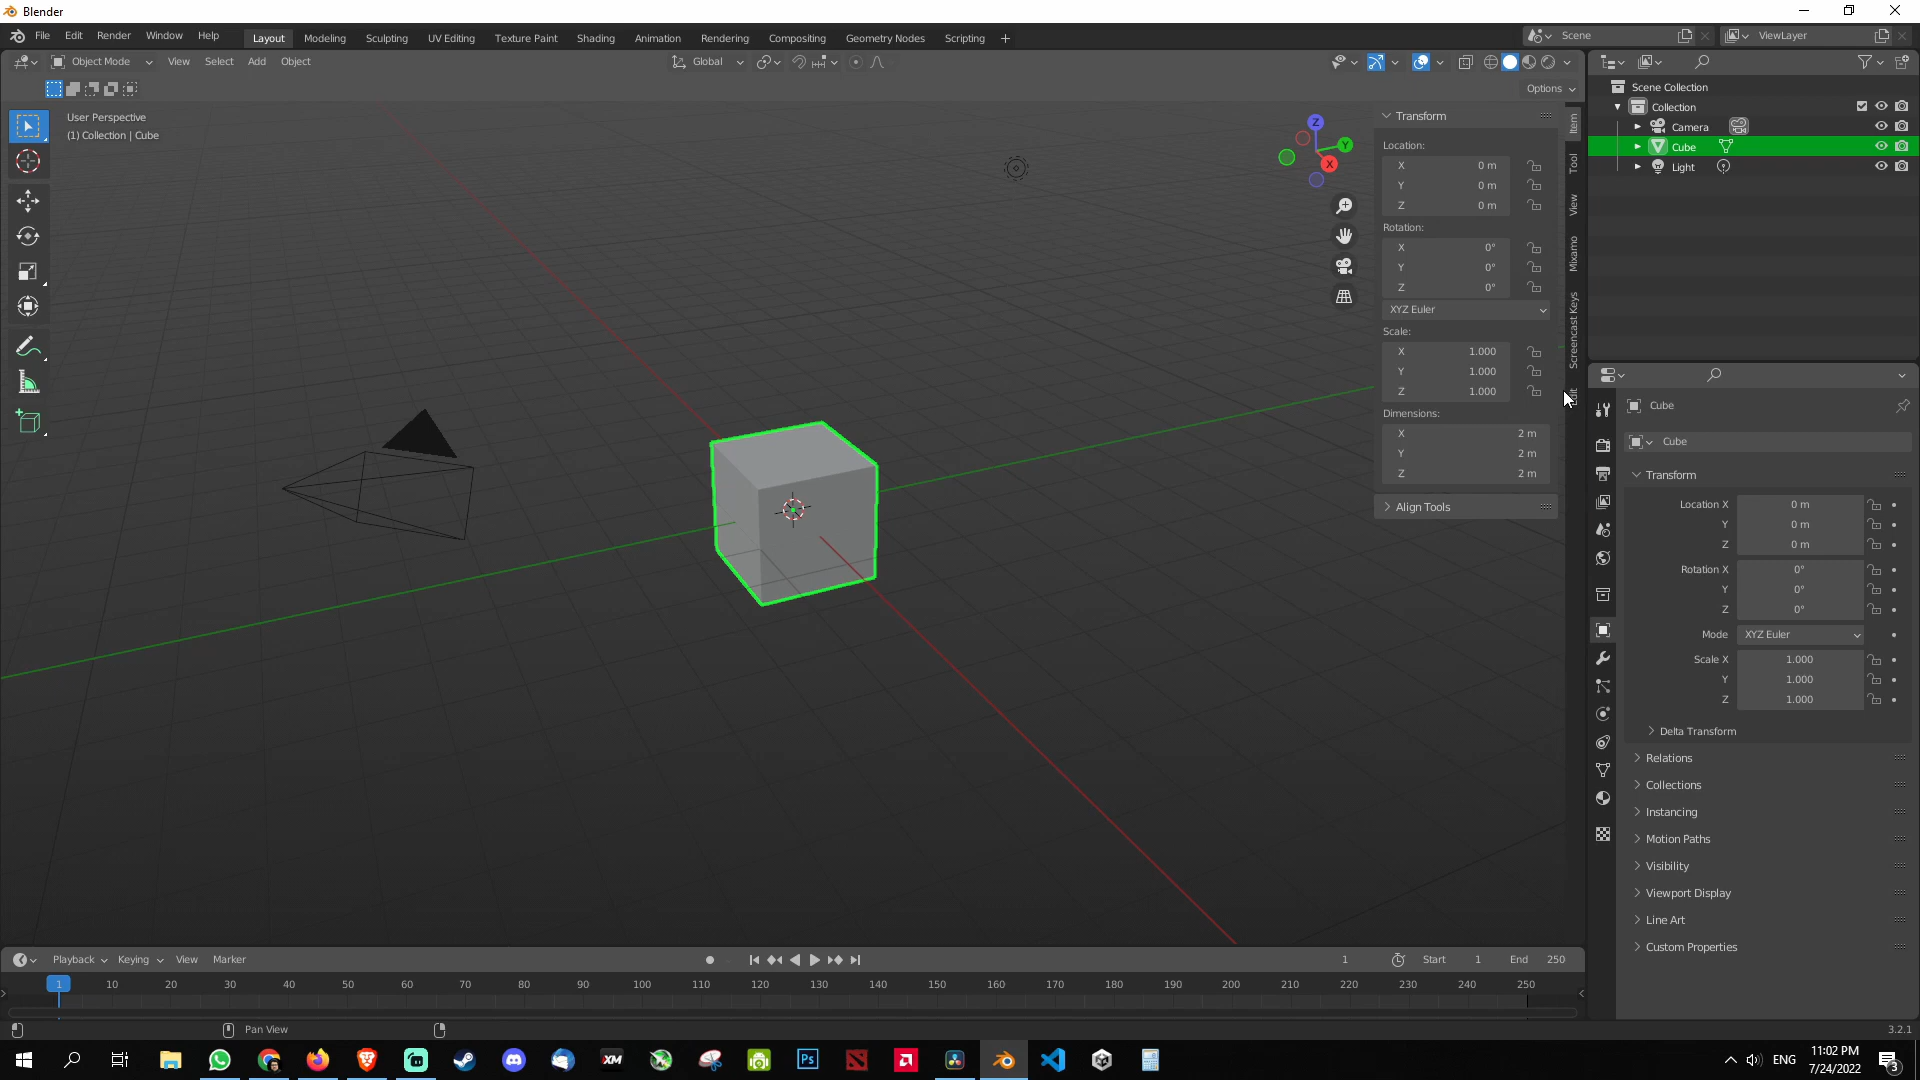 Blender
File Edit Render Window Help Layout Modeling Sculpting UV Editing Texture Paint Shading Animation Rendering Compositing Geometry Nodes Scripting + Scene ViewLayer
Object Mode View Select Add Object Global
Options
User Perspective
(1) Collection | Cube
Z
Y
X
Transform
Location:
X 0 m
Y 0 m
Z 0 m
Rotation:
X 0°
Y 0°
Z 0°
XYZ Euler
Scale:
X 1.000
Y 1.000
Z 1.000
Dimensions:
X 2 m
Y 2 m
Z 2 m
Align Tools
Item
Tool
View
Mixamo
Screencast Keys
Scene Collection
Collection
Camera
Cube
Light
Cube
Cube
Transform
Location X 0 m
Y 0 m
Z 0 m
Rotation X 0°
Y 0°
Z 0°
Mode XYZ Euler
Scale X 1.000
Y 1.000
Z 1.000
Delta Transform
Relations
Collections
Instancing
Motion Paths
Visibility
Viewport Display
Line Art
Custom Properties
Playback Keying View Marker 1 Start 1 End 250
1 10 20 30 40 50 60 70 80 90 100 110 120 130 140 150 160 170 180 190 200 210 220 230 240 250
Pan View 3.2.1
XM Ps ENG 11:02 PM
7/24/2022
3